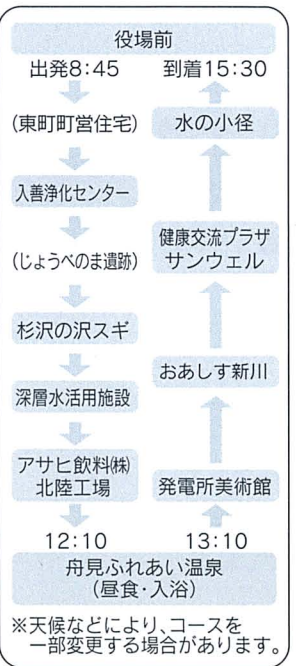 役場前
出発8:45
到着15:30
(東町町営住宅)
入善浄化センター
(じょうべのま遺跡)
杉沢の沢スギ
深層水活用施設
アサヒ飲料㈱
北陸工場
12:10
舟見ふれあい温泉
(昼食・入浴)
13:10
発電所美術館
おあしす新川
健康交流プラザ
サンウェル
水の小径
※天候などにより、コースを
一部変更する場合があります。